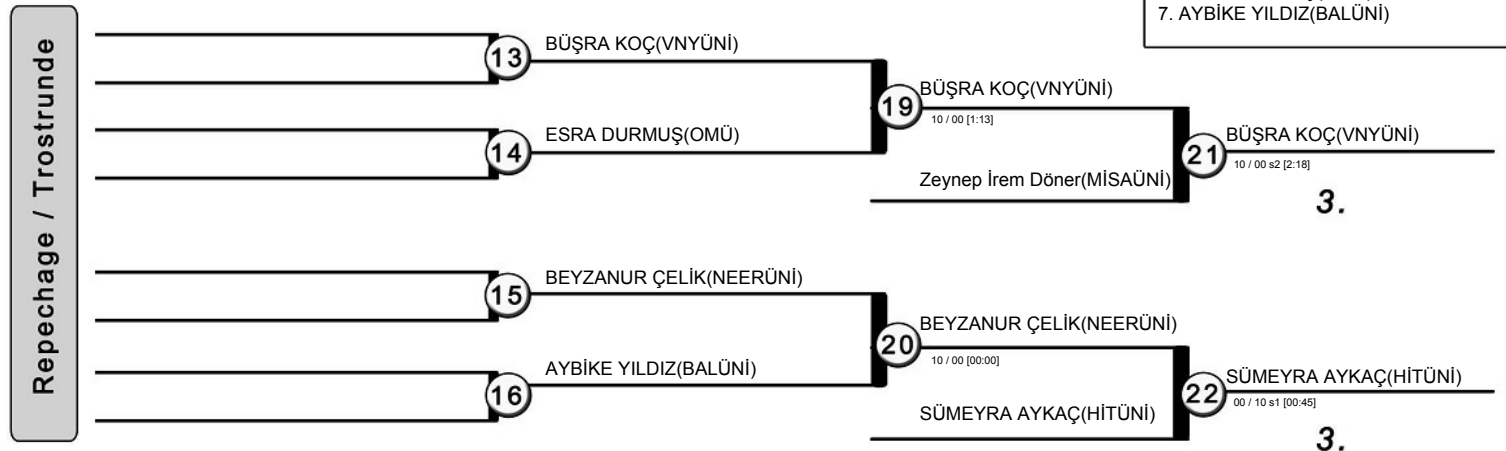 7. AYBİKE YILDIZ(BALÜNİ)
Repechage / Trostrunde
13
BÜŞRA KOÇ(VNYÜNİ)
14
ESRA DURMUŞ(OMÜ)
19
BÜŞRA KOÇ(VNYÜNİ)
10 / 00 [1:13]
Zeynep İrem Döner(MİSAÜNİ)
21
BÜŞRA KOÇ(VNYÜNİ)
10 / 00 s2 [2:18]
3.
15
BEYZANUR ÇELİK(NEERÜNİ)
16
AYBİKE YILDIZ(BALÜNİ)
20
BEYZANUR ÇELİK(NEERÜNİ)
10 / 00 [00:00]
SÜMEYRA AYKAÇ(HİTÜNİ)
22
SÜMEYRA AYKAÇ(HİTÜNİ)
00 / 10 s1 [00:45]
3.